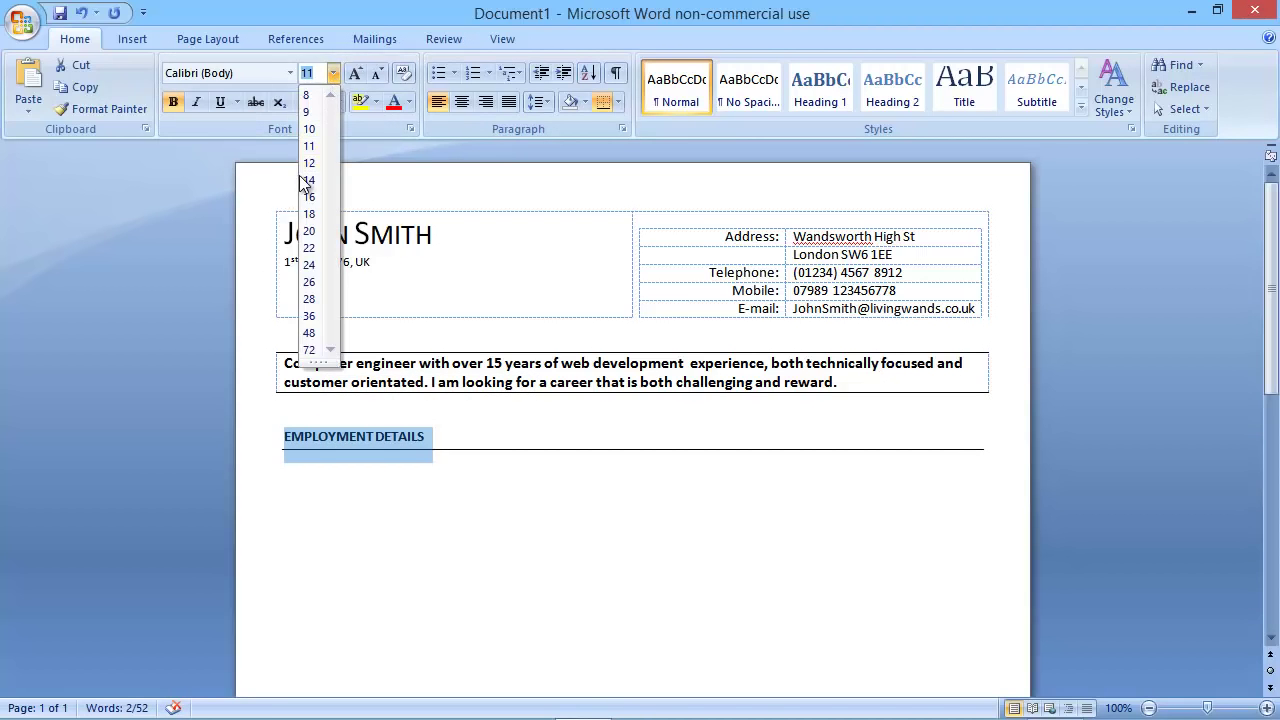 Document1 - Microsoft Word non-commercial use
Home Insert Page Layout References Mailings Review View
Cut
Copy
Format Painter
Paste
Clipboard
Calibri (Body) 11
B I U abc X₂ A
Font
Paragraph
AaBbCcDc AaBbCcDc AaBbC AaBbCc AaB AaBbCc
¶ Normal ¶ No Spaci... Heading 1 Heading 2 Title Subtitle
Change Styles
Styles
Find
Replace
Select
Editing
8
9
10
11
12
14
16
18
20
22
24
26
28
36
48
72
SMITH
1st 6, UK
Address: Wandsworth High St
London SW6 1EE
Telephone: (01234) 4567 8912
Mobile: 07989 123456778
E-mail: JohnSmith@livingwands.co.uk
engineer with over 15 years of web development experience, both technically focused and
customer orientated. I am looking for a career that is both challenging and reward.
EMPLOYMENT DETAILS
Page: 1 of 1 Words: 2/52 100%